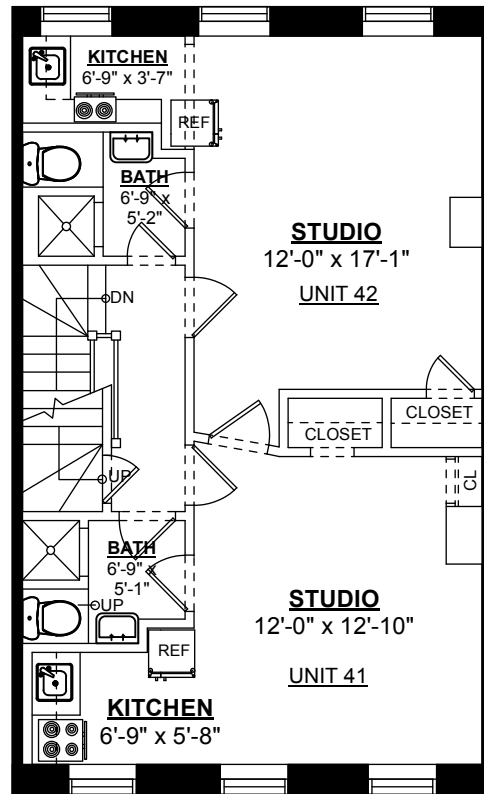 KITCHEN
6'-9" x 3'-7"
REF
BATH
6'-9" x
5'-2"
STUDIO
12'-0" x 17'-1"
UNIT 42
DN
CLOSET
CLOSET
UP
CL
BATH
6'-9" x
5'-1"
UP
STUDIO
12'-0" x 12'-10"
REF
UNIT 41
KITCHEN
6'-9" x 5'-8"